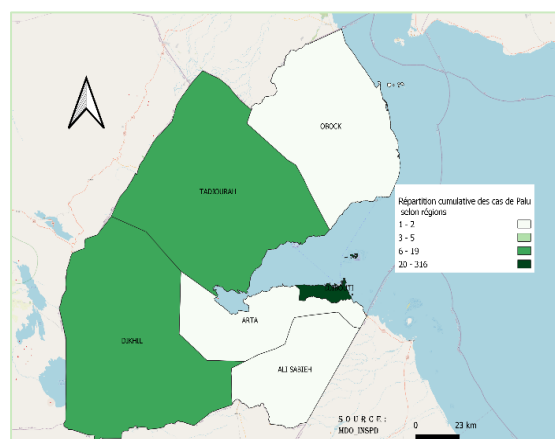 OBOCK
TADJOURAH
Répartition cumulative des cas de Palu
selon régions
1 - 2
3 - 5
6 - 19
20 - 316
ARTA
DIKHIL
ALI SABIEH
SOURCE:
MDO_INSPD
0 23 km